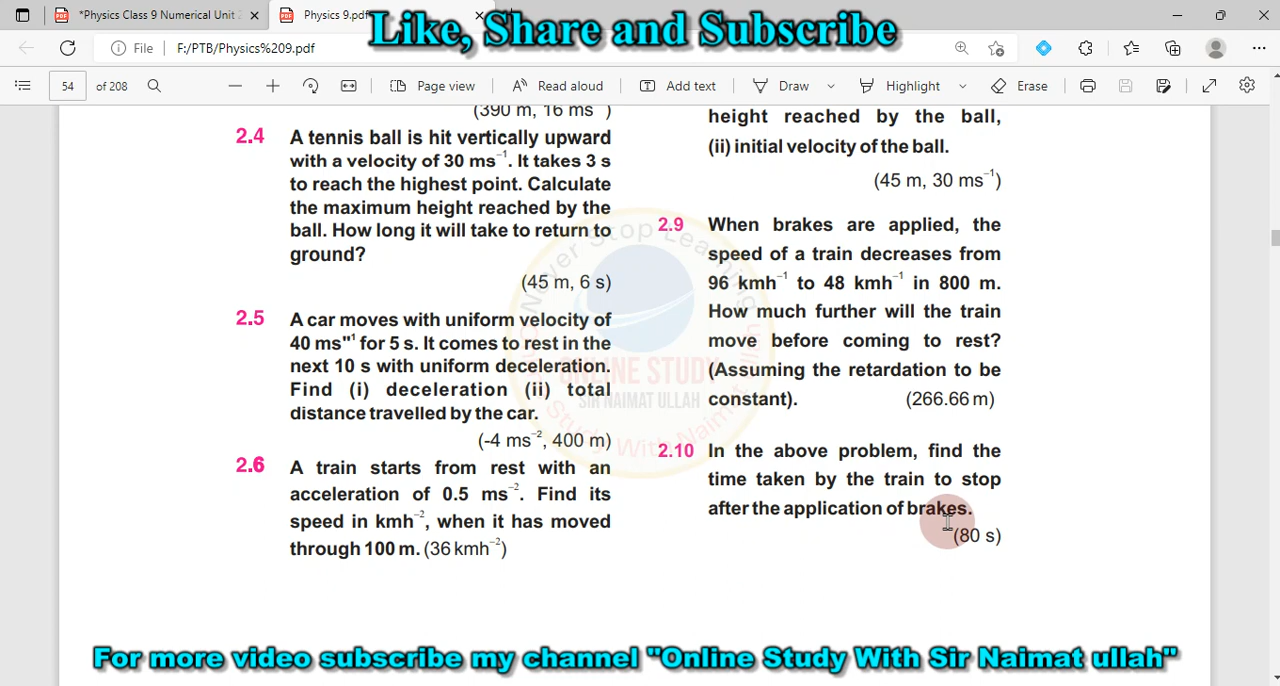 *Physics Class 9 Numerical Unit 2
Physics 9.pdf
Like, Share and Subscribe
File
F:/PTB/Physics%209.pdf
54
of 208
Page view
Read aloud
Add text
Draw
Highlight
Erase
(390 m, 16 ms⁻¹)
2.4 A tennis ball is hit vertically upward
with a velocity of 30 ms⁻¹. It takes 3 s
to reach the highest point. Calculate
the maximum height reached by the
ball. How long it will take to return to
ground?
(45 m, 6 s)
2.5 A car moves with uniform velocity of
40 ms"¹ for 5 s. It comes to rest in the
next 10 s with uniform deceleration.
Find (i) deceleration (ii) total
distance travelled by the car.
(-4 ms⁻², 400 m)
2.6 A train starts from rest with an
acceleration of 0.5 ms⁻². Find its
speed in kmh⁻², when it has moved
through 100 m. (36 kmh⁻²)
height reached by the ball,
(ii) initial velocity of the ball.
(45 m, 30 ms⁻¹)
2.9 When brakes are applied, the
speed of a train decreases from
96 kmh⁻¹ to 48 kmh⁻¹ in 800 m.
How much further will the train
move before coming to rest?
(Assuming the retardation to be
constant). (266.66 m)
2.10 In the above problem, find the
time taken by the train to stop
after the application of brakes.
(80 s)
Never Stop Learning
ONLINE STUDY
SIR NAIMAT ULLAH
For more video subscribe my channel "Online Study With Sir Naimat ullah"